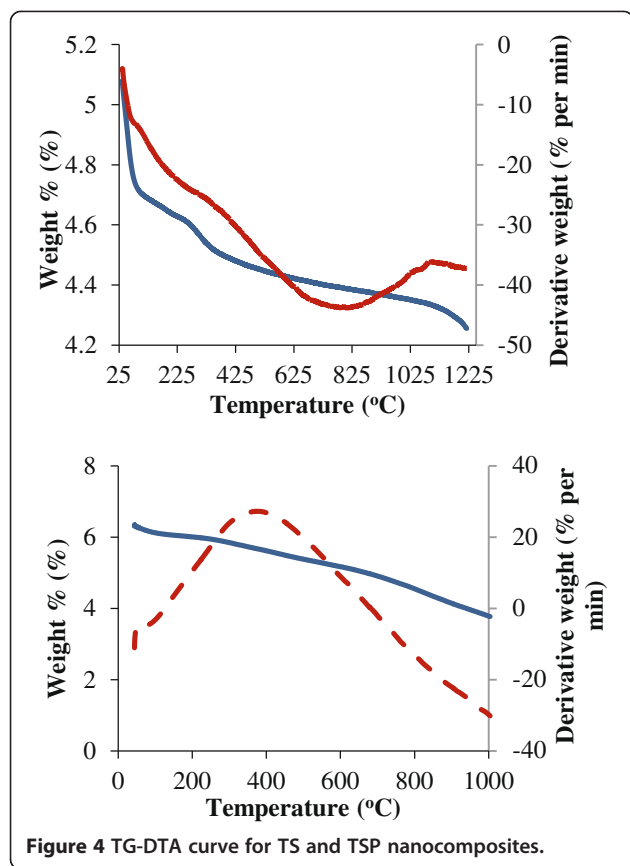 5.2
5
4.8
4.6
4.4
4.2
Weight % (%)
0
-10
-20
-30
-40
-50
Derivative weight (% per min)
25 225 425 625 825 1025 1225
Temperature (°C)
8
6
4
2
0
Weight % (%)
40
20
0
-20
-40
Derivative weight (% per
min)
0 200 400 600 800 1000
Temperature (°C)
Figure 4 TG-DTA curve for TS and TSP nanocomposites.